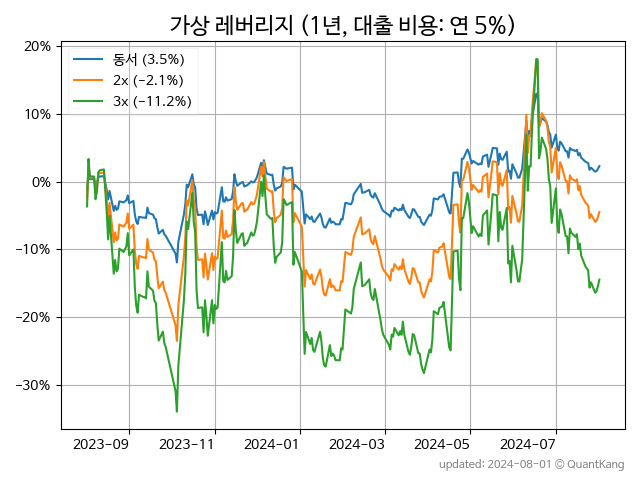 가상 레버리지 (1년, 대출 비용: 연 5%)
동서 (3.5%)
2x (−2.1%)
3x (−11.2%)
20%
10%
0%
−10%
−20%
−30%
2023-09
2023-11
2024-01
2024-03
2024-05
2024-07
updated: 2024-08-01 © QuantKang